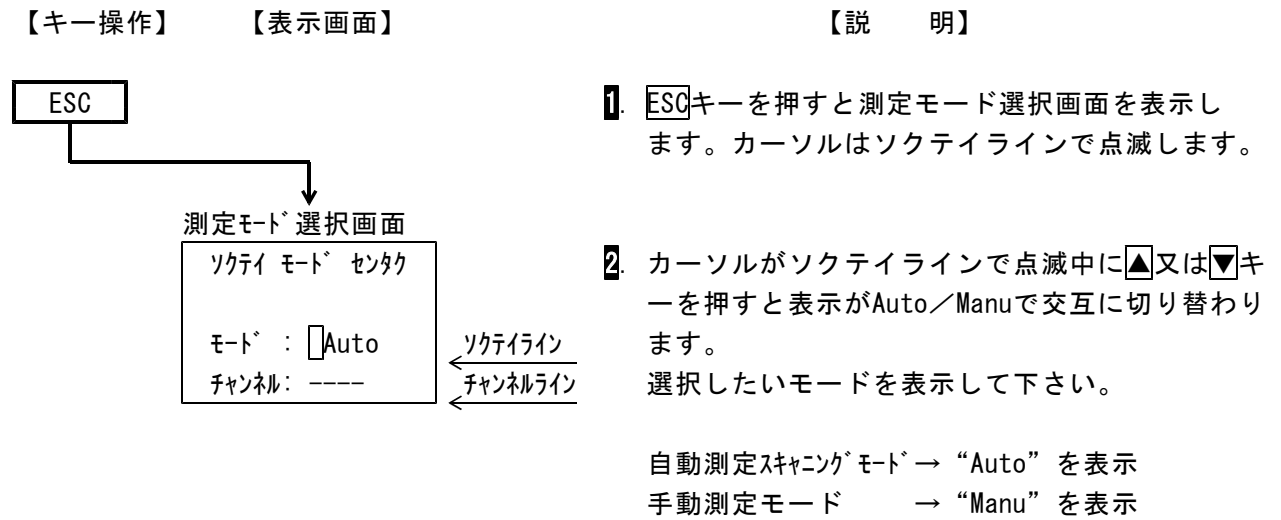 【キー操作】 【表示画面】 【説 明】
ESC
1. ESCキーを押すと測定モード選択画面を表示し
ます。カーソルはソクテイラインで点滅します。
測定ﾓｰﾄﾞ選択画面
ｿｸﾃｲ ﾓｰﾄﾞ ｾﾝﾀｸ
ﾓｰﾄﾞ : Auto
ﾁｬﾝﾈﾙ: ----
ｿｸﾃｲﾗｲﾝ
ﾁｬﾝﾈﾙﾗｲﾝ
2. カーソルがソクテイラインで点滅中に▲又は▼キ
ーを押すと表示がAuto／Manuで交互に切り替わり
ます。
選択したいモードを表示して下さい。
自動測定ｽｷｬﾆﾝｸﾞﾓｰﾄﾞ→ “Auto” を表示
手動測定モード → “Manu” を表示